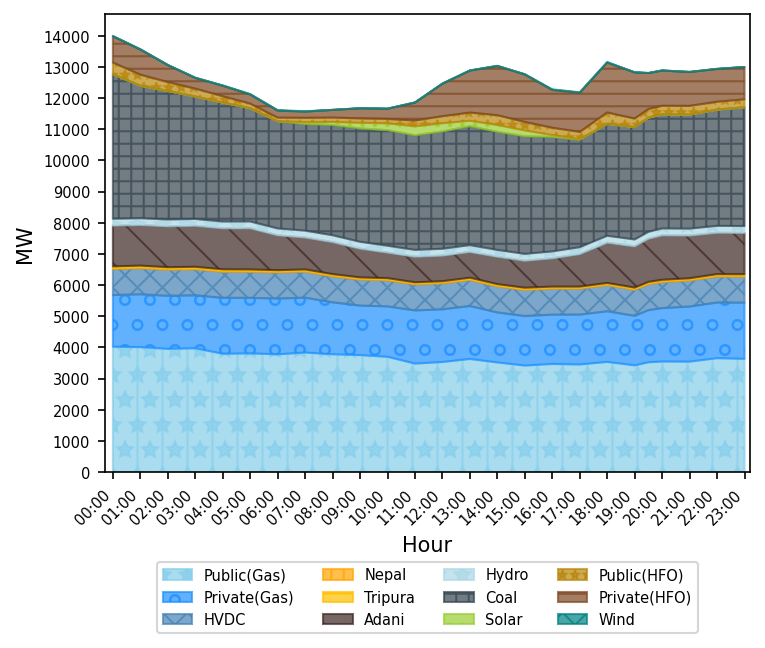 14000
13000
12000
11000
10000
9000
8000
7000
6000
5000
4000
3000
2000
1000
0
MW
00:00 01:00 02:00 03:00 04:00 05:00 06:00 07:00 08:00 09:00 10:00 11:00 12:00 13:00 14:00 15:00 16:00 17:00 18:00 19:00 20:00 21:00 22:00 23:00
Hour
Public(Gas) Nepal Hydro Public(HFO)
Private(Gas) Tripura Coal Private(HFO)
HVDC Adani Solar Wind